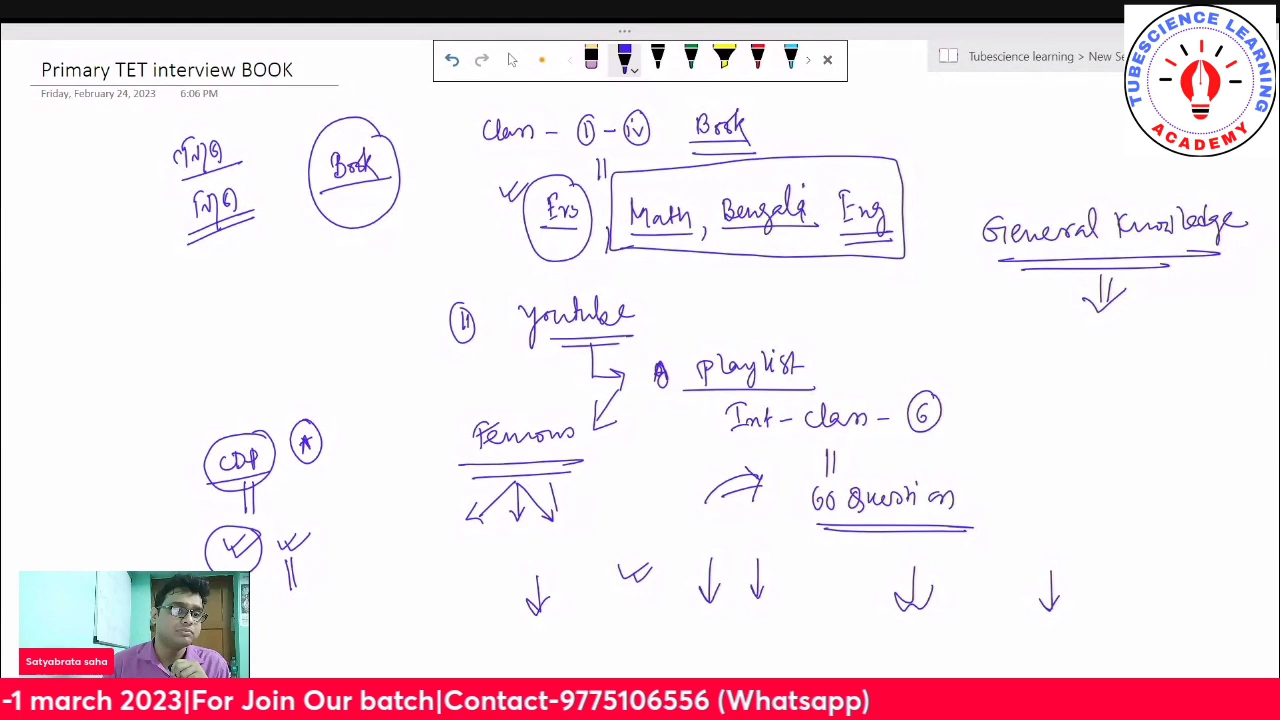 Primary TET interview BOOK
Friday, February 24, 2023 6:06 PM
Tubescience learning > New Se
TUBESCIENCE LEARNING
ACADEMY
Class - ⓘ - ⓘⓥ Book
Book
Evs, Math, Bengali Eng
General Knowledge
ⓘⓘ Youtube
Playlist
Int - class - 6
Femous
CDP
60 Question
Satyabrata saha
-1 march 2023|For Join Our batch|Contact-9775106556 (Whatsapp)